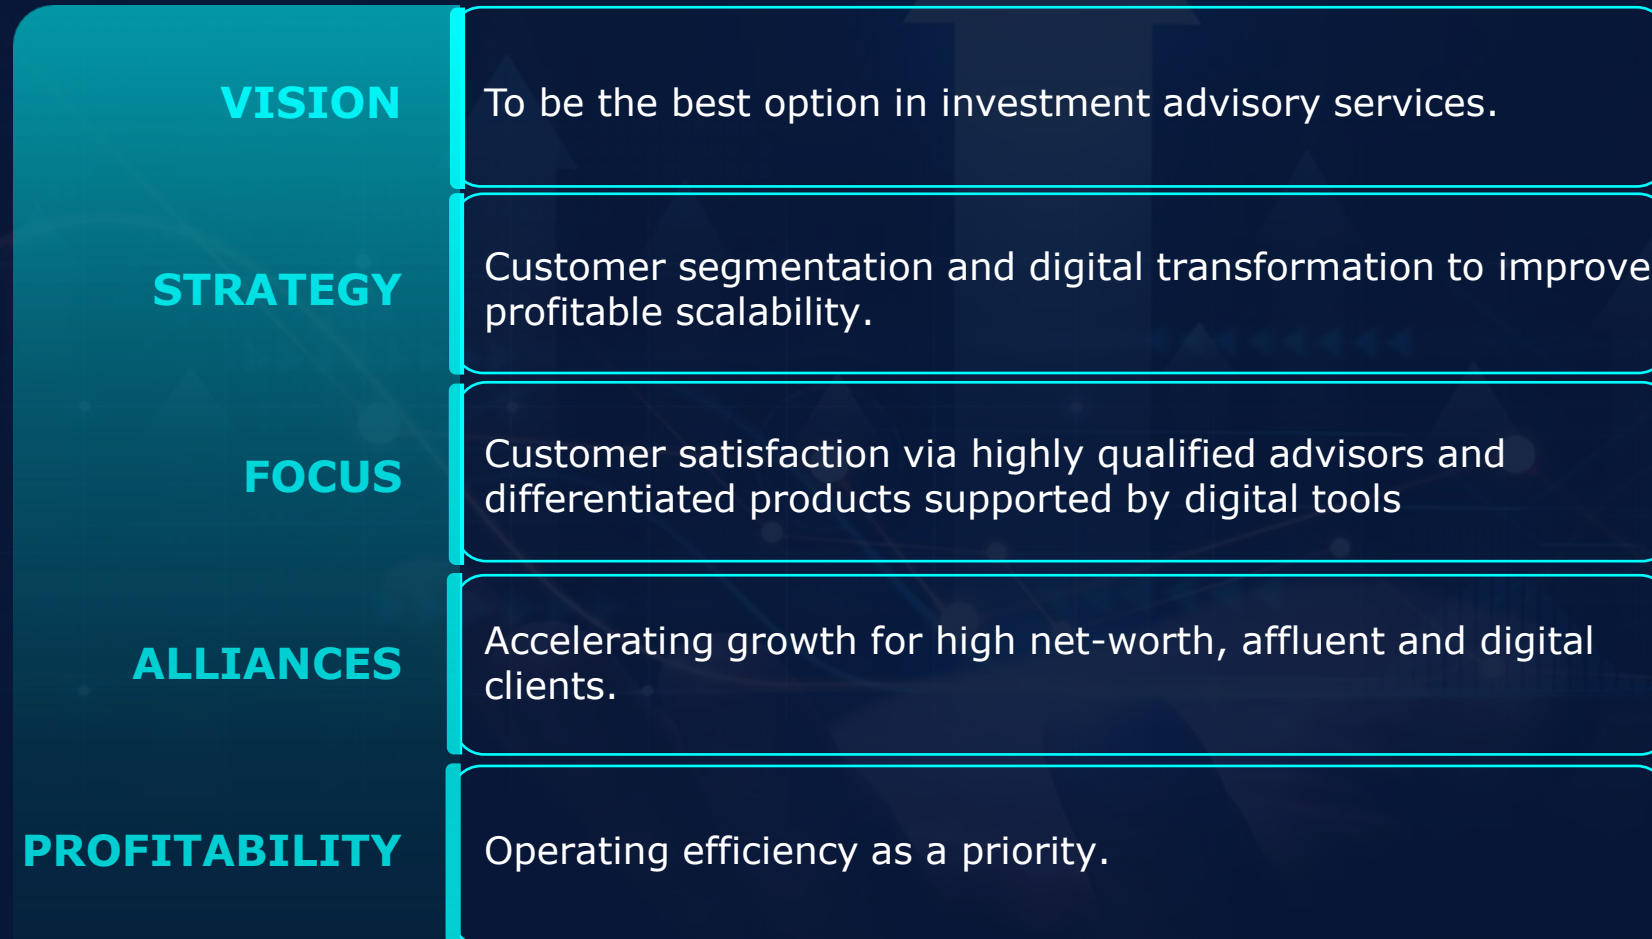 VISION
To be the best option in investment advisory services.
STRATEGY
Customer segmentation and digital transformation to improve
profitable scalability.
FOCUS
Customer satisfaction via highly qualified advisors and
differentiated products supported by digital tools
ALLIANCES
Accelerating growth for high net-worth, affluent and digital
clients.
PROFITABILITY
Operating efficiency as a priority.